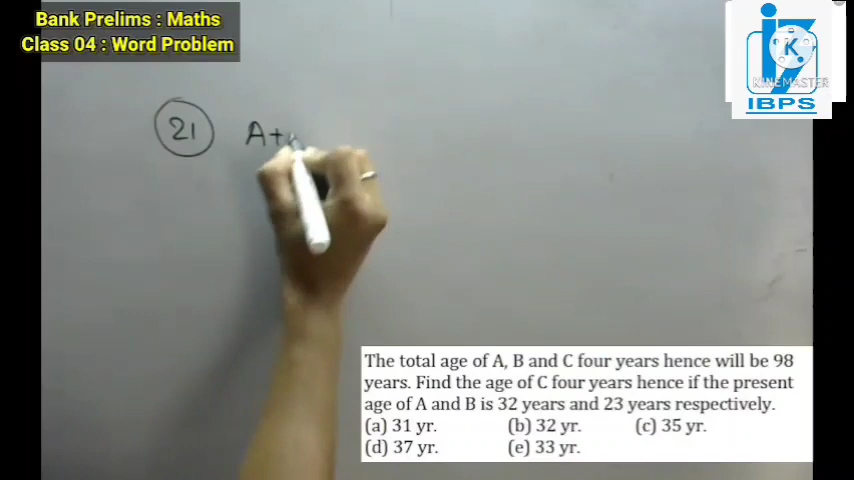 Bank Prelims : Maths
Class 04 : Word Problem
K
KINEMASTER
IBPS
21 A+
The total age of A, B and C four years hence will be 98
years. Find the age of C four years hence if the present
age of A and B is 32 years and 23 years respectively.
(a) 31 yr. (b) 32 yr. (c) 35 yr.
(d) 37 yr. (e) 33 yr.